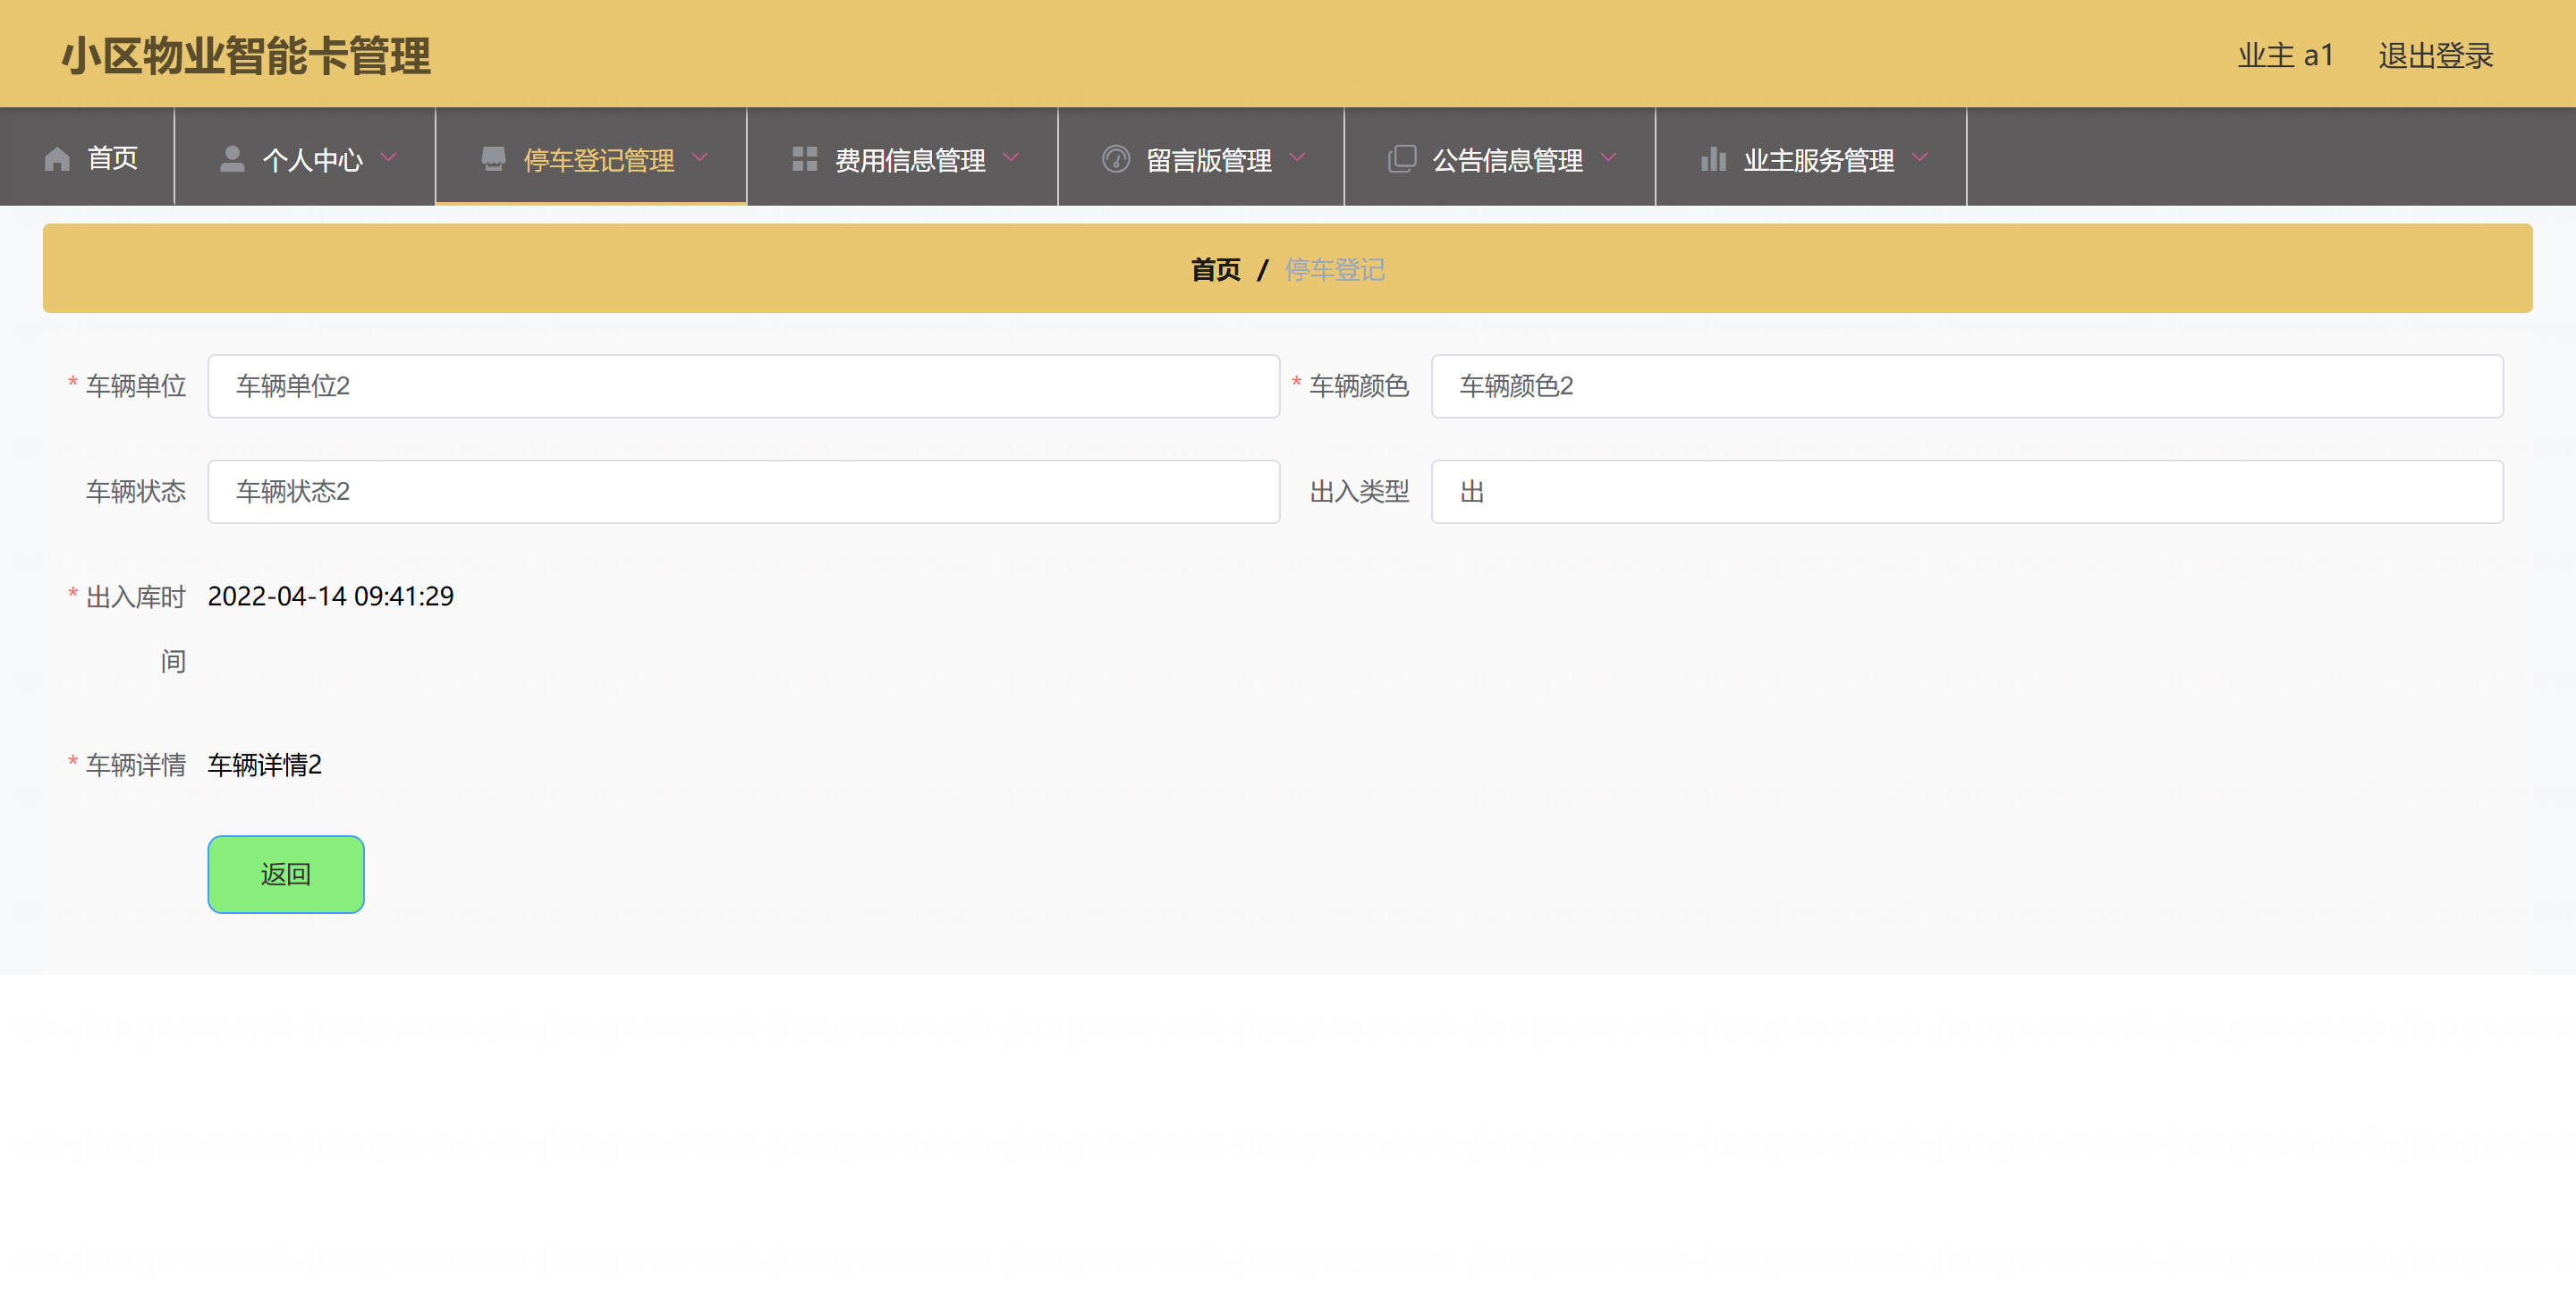 小区物业智能卡管理
业主 a1 退出登录
首页 个人中心 停车登记管理 费用信息管理 留言版管理 公告信息管理 业主服务管理
首页 / 停车登记
* 车辆单位 车辆单位2 * 车辆颜色 车辆颜色2
车辆状态 车辆状态2 出入类型 出
* 出入库时 2022-04-14 09:41:29
间
* 车辆详情 车辆详情2
返回